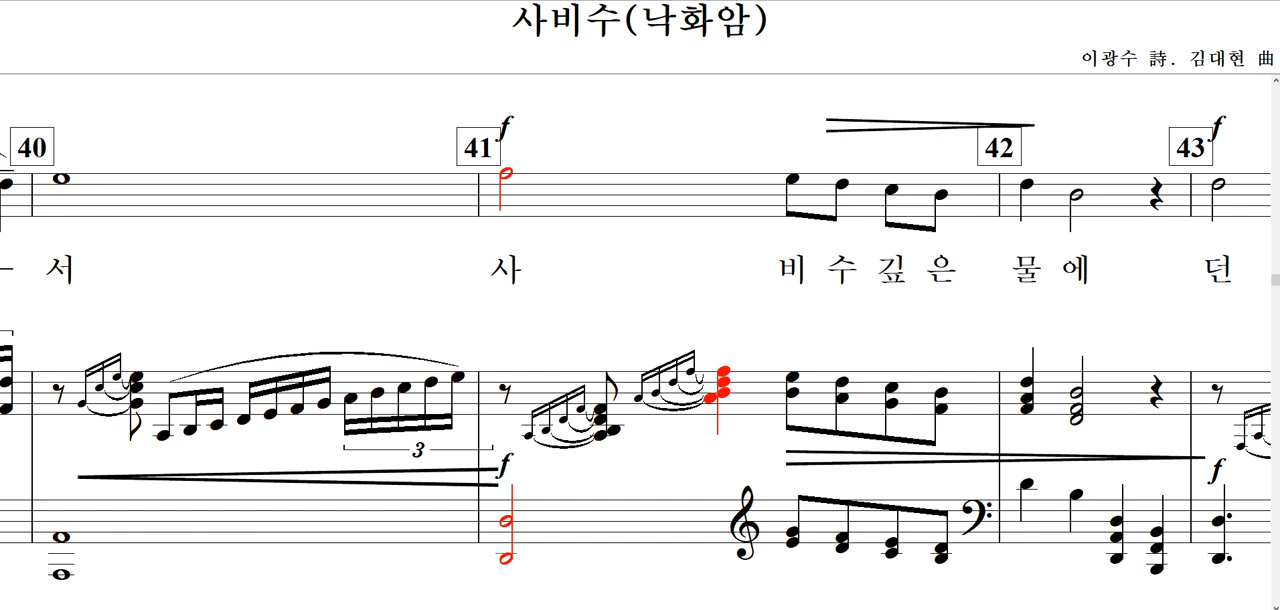 사비수(낙화암)
이광수 詩. 김대현 曲
f f
40 41 42 43
서 사 비 수 깊 은 물 에 던
3
f f